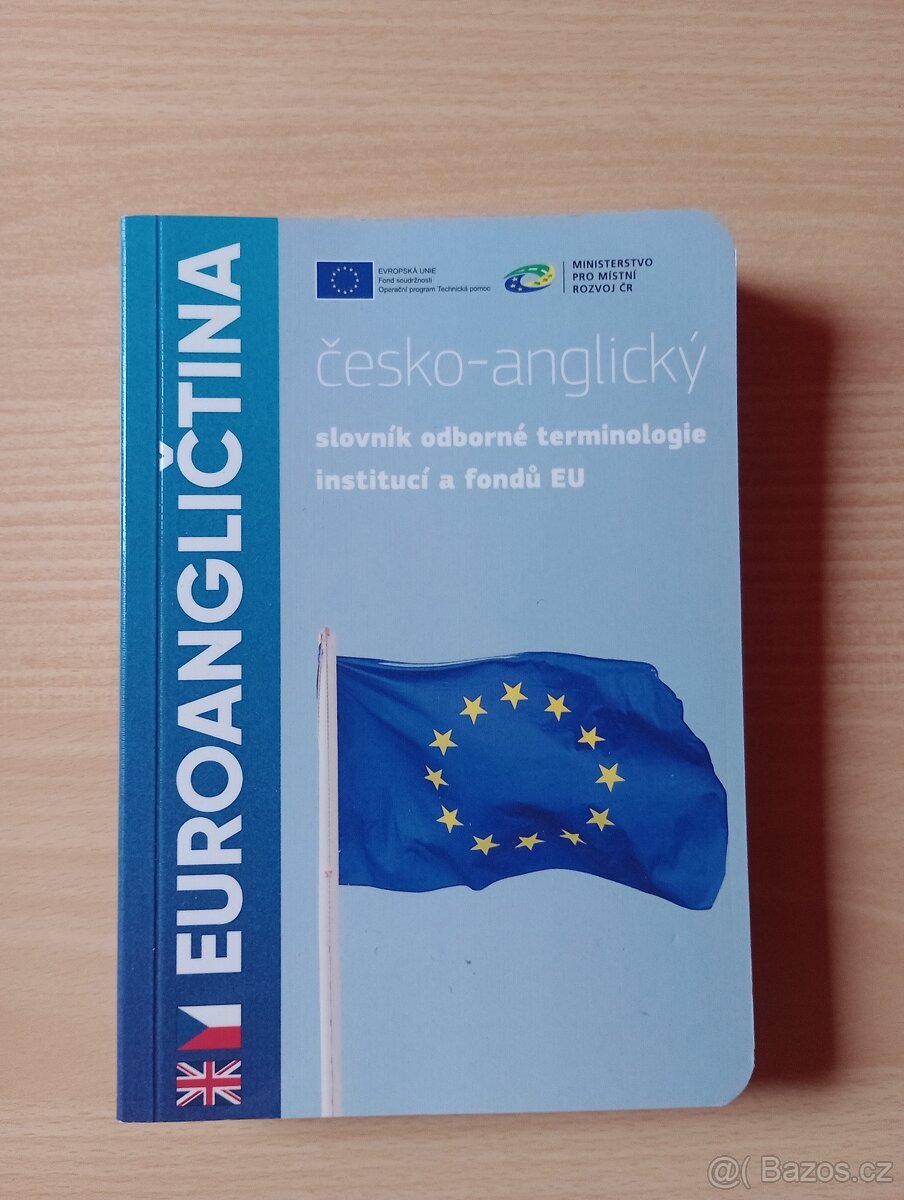 EUROANGLIČTINA
EVROPSKÁ UNIE
Fond soudržnosti
Operační program Technická pomoc
MINISTERSTVO
PRO MÍSTNÍ
ROZVOJ ČR
česko-anglický
slovník odborné terminologie
institucí a fondů EU
@( Bazos.cz